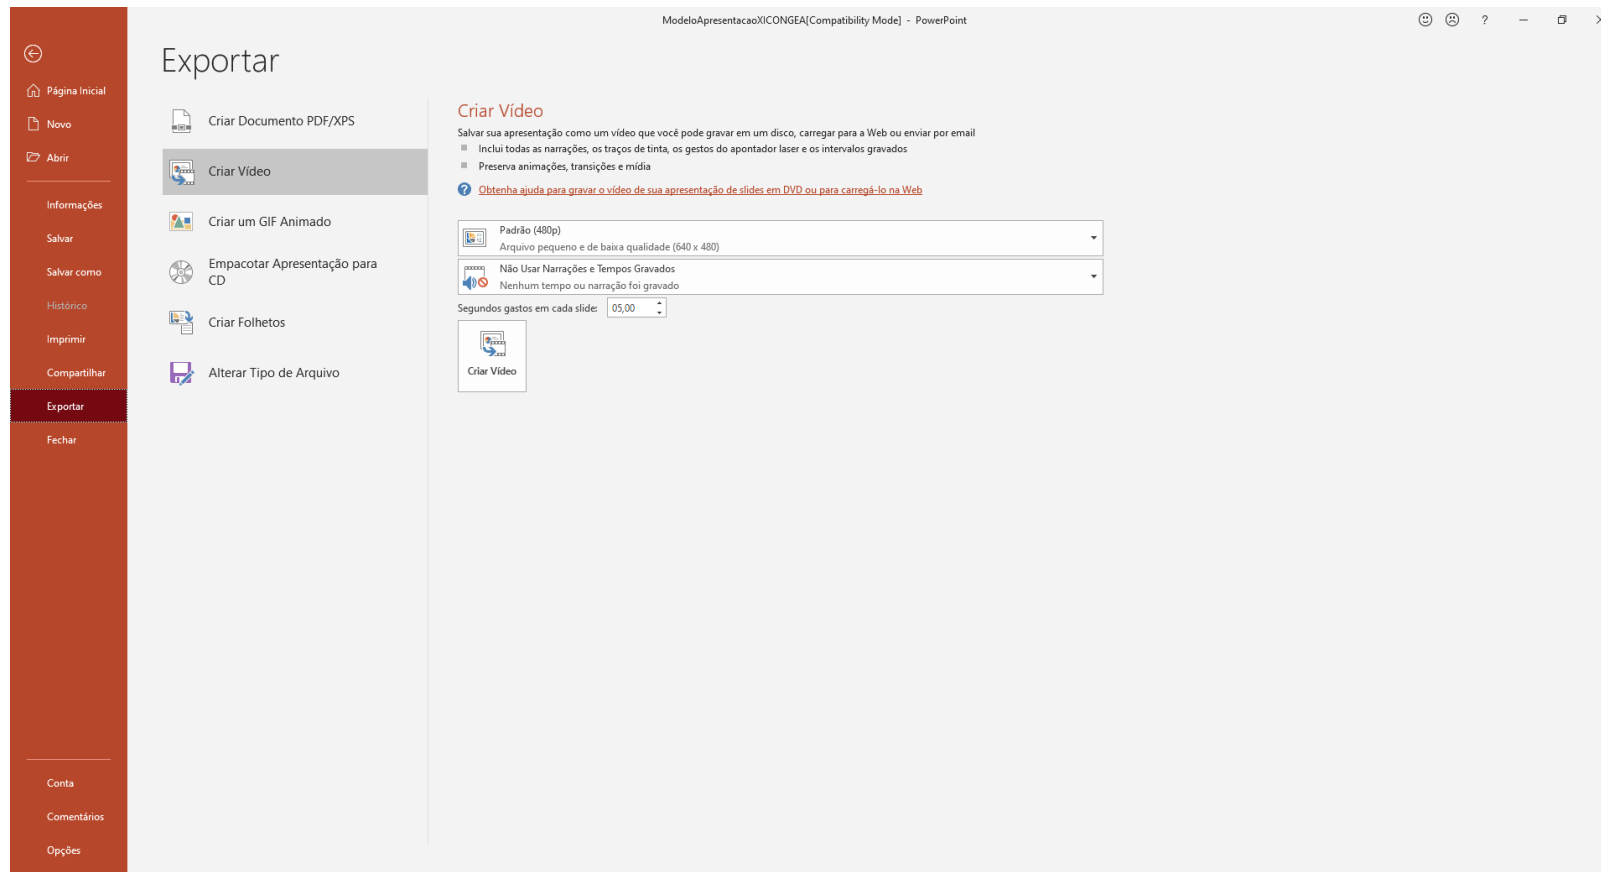 ModeloApresentacaoXICONGEA[Compatibility Mode] - PowerPoint
?
Exportar
Página Inicial
Novo
Abrir
Informações
Salvar
Salvar como
Histórico
Imprimir
Compartilhar
Exportar
Fechar
Conta
Comentários
Opções
Criar Documento PDF/XPS
Criar Vídeo
Criar um GIF Animado
Empacotar Apresentação para
CD
Criar Folhetos
Alterar Tipo de Arquivo
Criar Vídeo
Salvar sua apresentação como um vídeo que você pode gravar em um disco, carregar para a Web ou enviar por email
Inclui todas as narrações, os traços de tinta, os gestos do apontador laser e os intervalos gravados
Preserva animações, transições e mídia
Obtenha ajuda para gravar o vídeo de sua apresentação de slides em DVD ou para carregá-lo na Web
Padrão (480p)
Arquivo pequeno e de baixa qualidade (640 x 480)
Não Usar Narrações e Tempos Gravados
Nenhum tempo ou narração foi gravado
Segundos gastos em cada slide: 05,00
Criar Vídeo